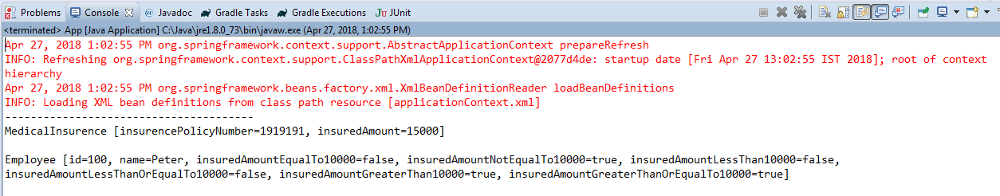 Problems Console Javadoc Gradle Tasks Gradle Executions JUnit
<terminated> App [Java Application] C:\Java\jre1.8.0_73\bin\javaw.exe (Apr 27, 2018 1:02:55 PM)
Apr 27, 2018 1:02:55 PM org.springframework.context.support.AbstractApplicationContext prepareRefresh
INFO: Refreshing org.springframework.context.support.ClassPathXmlApplicationContext@2077d4de: startup date [Fri Apr 27 13:02:55 IST 2018]; root of context
hierarchy
Apr 27, 2018 1:02:55 PM org.springframework.beans.factory.xml.XmlBeanDefinitionReader loadBeanDefinitions
INFO: Loading XML bean definitions from class path resource [applicationContext.xml]
---------------------------------------
MedicalInsurence [insurencePolicyNumber=1919191, insuredAmount=15000]
Employee [id=100, name=Peter, insuredAmountEqualTo10000=false, insuredAmountNotEqualTo10000=true, insuredAmountLessThan10000=false,
insuredAmountLessThanOrEqualTo10000=false, insuredAmountGreaterThan10000=true, insuredAmountGreaterThanOrEqualTo10000=true]